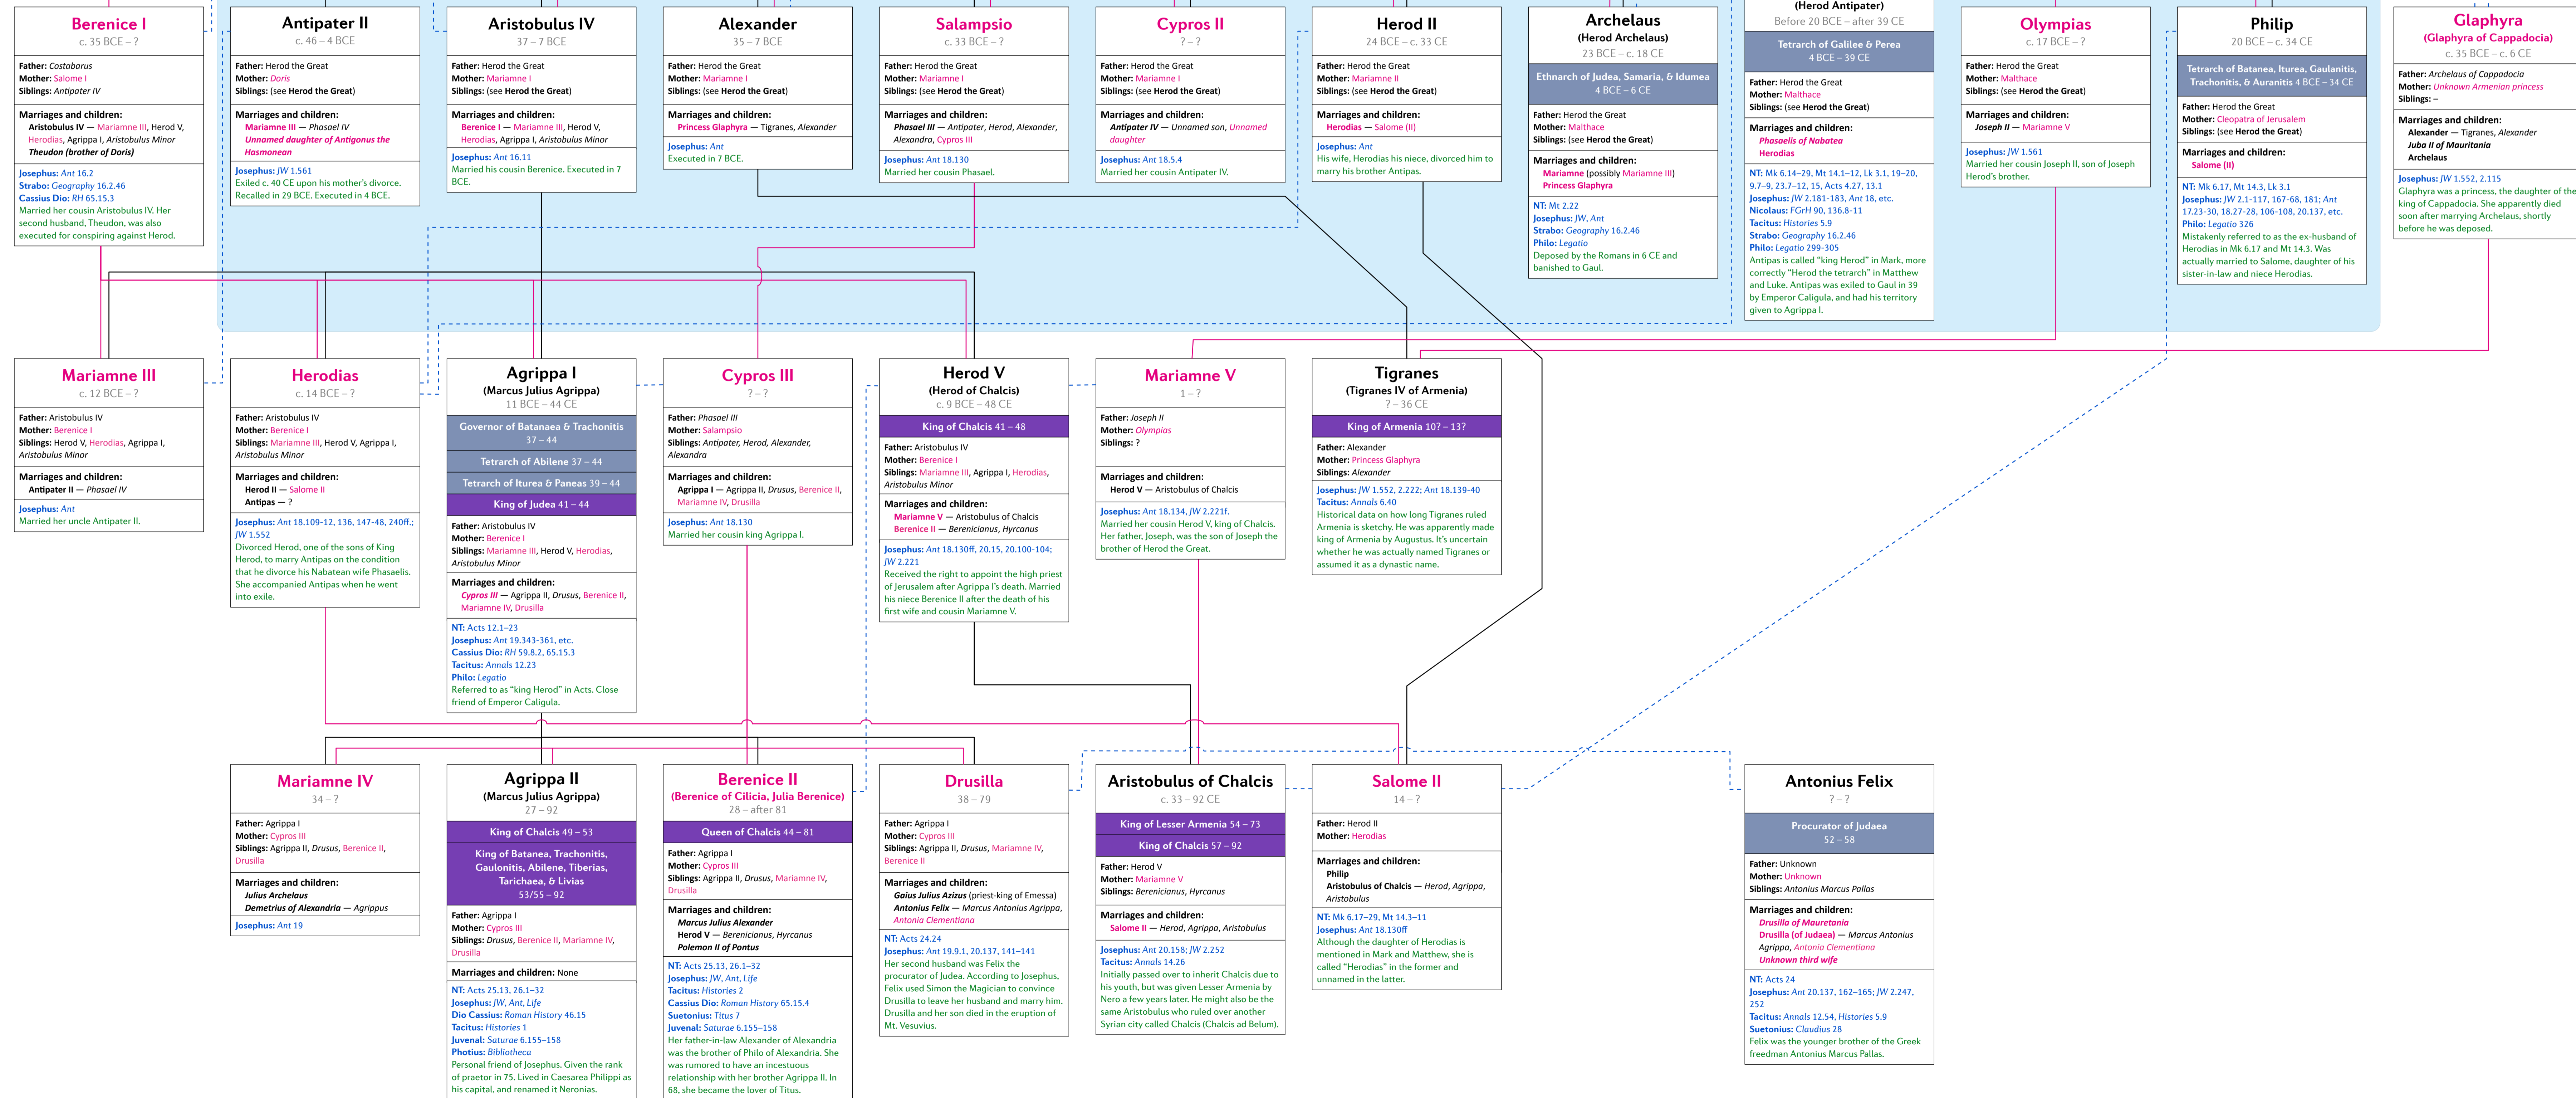 Berenice I
c. 35 BCE – ?
Father: Costabarus
Mother: Salome I
Siblings: Antipater IV
Marriages and children:
Aristobulus IV — Mariamne III, Herod V,
Herodias, Agrippa I, Aristobulus Minor
Theudon (brother of Doris)
Josephus: Ant 16.2
Strabo: Geography 16.2.46
Cassius Dio: RH 65.15.3
Married her cousin Aristobulus IV. Her
second husband, Theudon, was also
executed for conspiring against Herod.
Antipater II
c. 46 – 4 BCE
Father: Herod the Great
Mother: Doris
Siblings: (see Herod the Great)
Marriages and children:
Mariamne III — Phasael IV
Unnamed daughter of Antigonus the
Hasmonean
Josephus: JW 1.561
Exiled c. 40 CE upon his mother's divorce.
Recalled in 29 BCE. Executed in 4 BCE.
Aristobulus IV
37 – 7 BCE
Father: Herod the Great
Mother: Mariamne I
Siblings: (see Herod the Great)
Marriages and children:
Berenice I — Mariamne III, Herod V,
Herodias, Agrippa I, Aristobulus Minor
Josephus: Ant 16.11
Married his cousin Berenice. Executed in 7
BCE.
Alexander
35 – 7 BCE
Father: Herod the Great
Mother: Mariamne I
Siblings: (see Herod the Great)
Marriages and children:
Princess Glaphyra — Tigranes, Alexander
Josephus: Ant
Executed in 7 BCE.
Salampsio
c. 33 BCE – ?
Father: Herod the Great
Mother: Mariamne I
Siblings: (see Herod the Great)
Marriages and children:
Phasael III — Antipater, Herod, Alexander,
Alexandra, Cypros III
Josephus: Ant 18.130
Married her cousin Phasael.
Cypros II
? – ?
Father: Herod the Great
Mother: Mariamne I
Siblings: (see Herod the Great)
Marriages and children:
Antipater IV — Unnamed son, Unnamed
daughter
Josephus: Ant 18.5.4
Married her cousin Antipater IV.
Herod II
24 BCE – c. 33 CE
Father: Herod the Great
Mother: Mariamne II
Siblings: (see Herod the Great)
Marriages and children:
Herodias — Salome (II)
Josephus: Ant
His wife, Herodias his niece, divorced him to
marry his brother Antipas.
Archelaus
(Herod Archelaus)
23 BCE – c. 18 CE
Ethnarch of Judea, Samaria, & Idumea
4 BCE – 6 CE
Father: Herod the Great
Mother: Malthace
Siblings: (see Herod the Great)
Marriages and children:
Mariamne (possibly Mariamne III)
Princess Glaphyra
NT: Mt 2.22
Josephus: JW, Ant
Strabo: Geography 16.2.46
Philo: Legatio
Deposed by the Romans in 6 CE and
banished to Gaul.
(Herod Antipater)
Before 20 BCE – after 39 CE
Tetrarch of Galilee & Perea
4 BCE – 39 CE
Father: Herod the Great
Mother: Malthace
Siblings: (see Herod the Great)
Marriages and children:
Phasaelis of Nabatea
Herodias
NT: Mk 6.14–29, Mt 14.1–12, Lk 3.1, 19–20,
9.7–9, 23.7–12, 15, Acts 4.27, 13.1
Josephus: JW 2.181-183, Ant 18, etc.
Nicolaus: FGrH 90, 136.8-11
Tacitus: Histories 5.9
Strabo: Geography 16.2.46
Philo: Legatio 299-305
Antipas is called "king Herod" in Mark, more
correctly "Herod the tetrarch" in Matthew
and Luke. Antipas was exiled to Gaul in 39
by Emperor Caligula, and had his territory
given to Agrippa I.
Olympias
c. 17 BCE – ?
Father: Herod the Great
Mother: Malthace
Siblings: (see Herod the Great)
Marriages and children:
Joseph II — Mariamne V
Josephus: JW 1.561
Married her cousin Joseph II, son of Joseph
Herod's brother.
Philip
20 BCE – c. 34 CE
Tetrarch of Batanea, Iturea, Gaulanitis,
Trachonitis, & Auranitis 4 BCE – 34 CE
Father: Herod the Great
Mother: Cleopatra of Jerusalem
Siblings: (see Herod the Great)
Marriages and children:
Salome (II)
NT: Mk 6.17, Mt 14.3, Lk 3.1
Josephus: JW 2.1-117, 167-68, 181; Ant
17.23-30, 18.27-28, 106-108, 20.137, etc.
Philo: Legatio 326
Mistakenly referred to as the ex-husband of
Herodias in Mk 6.17 and Mt 14.3. Was
actually married to Salome, daughter of his
sister-in-law and niece Herodias.
Glaphyra
(Glaphyra of Cappadocia)
c. 35 BCE – c. 6 CE
Father: Archelaus of Cappadocia
Mother: Unknown Armenian princess
Siblings: –
Marriages and children:
Alexander — Tigranes, Alexander
Juba II of Mauritania
Archelaus
Josephus: JW 1.552, 2.115
Glaphyra was a princess, the daughter of the
king of Cappadocia. She apparently died
soon after marrying Archelaus, shortly
before he was deposed.
Mariamne III
c. 12 BCE – ?
Father: Aristobulus IV
Mother: Berenice I
Siblings: Herod V, Herodias, Agrippa I,
Aristobulus Minor
Marriages and children:
Antipater II — Phasael IV
Josephus: Ant
Married her uncle Antipater II.
Herodias
c. 14 BCE – ?
Father: Aristobulus IV
Mother: Berenice I
Siblings: Mariamne III, Herod V, Agrippa I,
Aristobulus Minor
Marriages and children:
Herod II — Salome II
Antipas — ?
Josephus: Ant 18.109-12, 136, 147-48, 240ff.;
JW 1.552
Divorced Herod, one of the sons of King
Herod, to marry Antipas on the condition
that he divorce his Nabatean wife Phasaelis.
She accompanied Antipas when he went
into exile.
Agrippa I
(Marcus Julius Agrippa)
11 BCE – 44 CE
Governor of Batanaea & Trachonitis
37 – 44
Tetrarch of Abilene 37 – 44
Tetrarch of Iturea & Paneas 39 – 44
King of Judea 41 – 44
Father: Aristobulus IV
Mother: Berenice I
Siblings: Mariamne III, Herod V, Herodias,
Aristobulus Minor
Marriages and children:
Cypros III — Agrippa II, Drusus, Berenice II,
Mariamne IV, Drusilla
NT: Acts 12.1–23
Josephus: Ant 19.343-361, etc.
Cassius Dio: RH 59.8.2, 65.15.3
Tacitus: Annals 12.23
Philo: Legatio
Referred to as "king Herod" in Acts. Close
friend of Emperor Caligula.
Cypros III
? – ?
Father: Phasael III
Mother: Salampsio
Siblings: Antipater, Herod, Alexander,
Alexandra
Marriages and children:
Agrippa I — Agrippa II, Drusus, Berenice II,
Mariamne IV, Drusilla
Josephus: Ant 18.130
Married her cousin king Agrippa I.
Herod V
(Herod of Chalcis)
c. 9 BCE – 48 CE
King of Chalcis 41 – 48
Father: Aristobulus IV
Mother: Berenice I
Siblings: Mariamne III, Agrippa I, Herodias,
Aristobulus Minor
Marriages and children:
Mariamne V — Aristobulus of Chalcis
Berenice II — Berenicianus, Hyrcanus
Josephus: Ant 18.130ff, 20.15, 20.100-104;
JW 2.221
Received the right to appoint the high priest
of Jerusalem after Agrippa I's death. Married
his niece Berenice II after the death of his
first wife and cousin Mariamne V.
Mariamne V
1 – ?
Father: Joseph II
Mother: Olympias
Siblings: ?
Marriages and children:
Herod V — Aristobulus of Chalcis
Josephus: Ant 18.134, JW 2.221f.
Married her cousin Herod V, king of Chalcis.
Her father, Joseph, was the son of Joseph the
brother of Herod the Great.
Tigranes
(Tigranes IV of Armenia)
? – 36 CE
King of Armenia 10? – 13?
Father: Alexander
Mother: Princess Glaphyra
Siblings: Alexander
Josephus: JW 1.552, 2.222; Ant 18.139-40
Tacitus: Annals 6.40
Historical data on how long Tigranes ruled
Armenia is sketchy. He was apparently made
king of Armenia by Augustus. It's uncertain
whether he was actually named Tigranes or
assumed it as a dynastic name.
Mariamne IV
34 – ?
Father: Agrippa I
Mother: Cypros III
Siblings: Agrippa II, Drusus, Berenice II,
Drusilla
Marriages and children:
Julius Archelaus
Demetrius of Alexandria — Agrippus
Josephus: Ant 19
Agrippa II
(Marcus Julius Agrippa)
27 – 92
King of Chalcis 49 – 53
King of Batanea, Trachonitis,
Gaulonitis, Abilene, Tiberias,
Tarichaea, & Livias
53/55 – 92
Father: Agrippa I
Mother: Cypros III
Siblings: Drusus, Berenice II, Mariamne IV,
Drusilla
Marriages and children: None
NT: Acts 25.13, 26.1–32
Josephus: JW, Ant, Life
Dio Cassius: Roman History 46.15
Tacitus: Histories 1
Juvenal: Saturae 6.155–158
Photius: Bibliotheca
Personal friend of Josephus. Given the rank
of praetor in 75. Lived in Caesarea Philippi as
his capital, and renamed it Neronias.
Berenice II
(Berenice of Cilicia, Julia Berenice)
28 – after 81
Queen of Chalcis 44 – 81
Father: Agrippa I
Mother: Cypros III
Siblings: Agrippa II, Drusus, Mariamne IV,
Drusilla
Marriages and children:
Marcus Julius Alexander
Herod V — Berenicianus, Hyrcanus
Polemon II of Pontus
NT: Acts 25.13, 26.1–32
Josephus: JW, Ant, Life
Tacitus: Histories 2
Cassius Dio: Roman History 65.15.4
Suetonius: Titus 7
Juvenal: Saturae 6.155–158
Her father-in-law Alexander of Alexandria
was the brother of Philo of Alexandria. She
was rumored to have an incestuous
relationship with her brother Agrippa II. In
68, she became the lover of Titus.
Drusilla
38 – 79
Father: Agrippa I
Mother: Cypros III
Siblings: Agrippa II, Drusus, Mariamne IV,
Berenice II
Marriages and children:
Gaius Julius Azizus (priest-king of Emessa)
Antonius Felix — Marcus Antonius Agrippa,
Antonia Clementiana
NT: Acts 24.24
Josephus: Ant 19.9.1, 20.137, 141–141
Her second husband was Felix the
procurator of Judea. According to Josephus,
Felix used Simon the Magician to convince
Drusilla to leave her husband and marry him.
Drusilla and her son died in the eruption of
Mt. Vesuvius.
Aristobulus of Chalcis
c. 33 – 92 CE
King of Lesser Armenia 54 – 73
King of Chalcis 57 – 92
Father: Herod V
Mother: Mariamne V
Siblings: Berenicianus, Hyrcanus
Marriages and children:
Salome II — Herod, Agrippa, Aristobulus
Josephus: Ant 20.158; JW 2.252
Tacitus: Annals 14.26
Initially passed over to inherit Chalcis due to
his youth, but was given Lesser Armenia by
Nero a few years later. He might also be the
same Aristobulus who ruled over another
Syrian city called Chalcis (Chalcis ad Belum).
Salome II
14 – ?
Father: Herod II
Mother: Herodias
Marriages and children:
Philip
Aristobulus of Chalcis — Herod, Agrippa,
Aristobulus
NT: Mk 6.17–29, Mt 14.3–11
Josephus: Ant 18.130ff
Although the daughter of Herodias is
mentioned in Mark and Matthew, she is
called "Herodias" in the former and
unnamed in the latter.
Antonius Felix
? – ?
Procurator of Judaea
52 – 58
Father: Unknown
Mother: Unknown
Siblings: Antonius Marcus Pallas
Marriages and children:
Drusilla of Mauretania
Drusilla (of Judaea) — Marcus Antonius
Agrippa, Antonia Clementiana
Unknown third wife
NT: Acts 24
Josephus: Ant 20.137, 162–165; JW 2.247,
252
Tacitus: Annals 12.54, Histories 5.9
Suetonius: Claudius 28
Felix was the younger brother of the Greek
freedman Antonius Marcus Pallas.